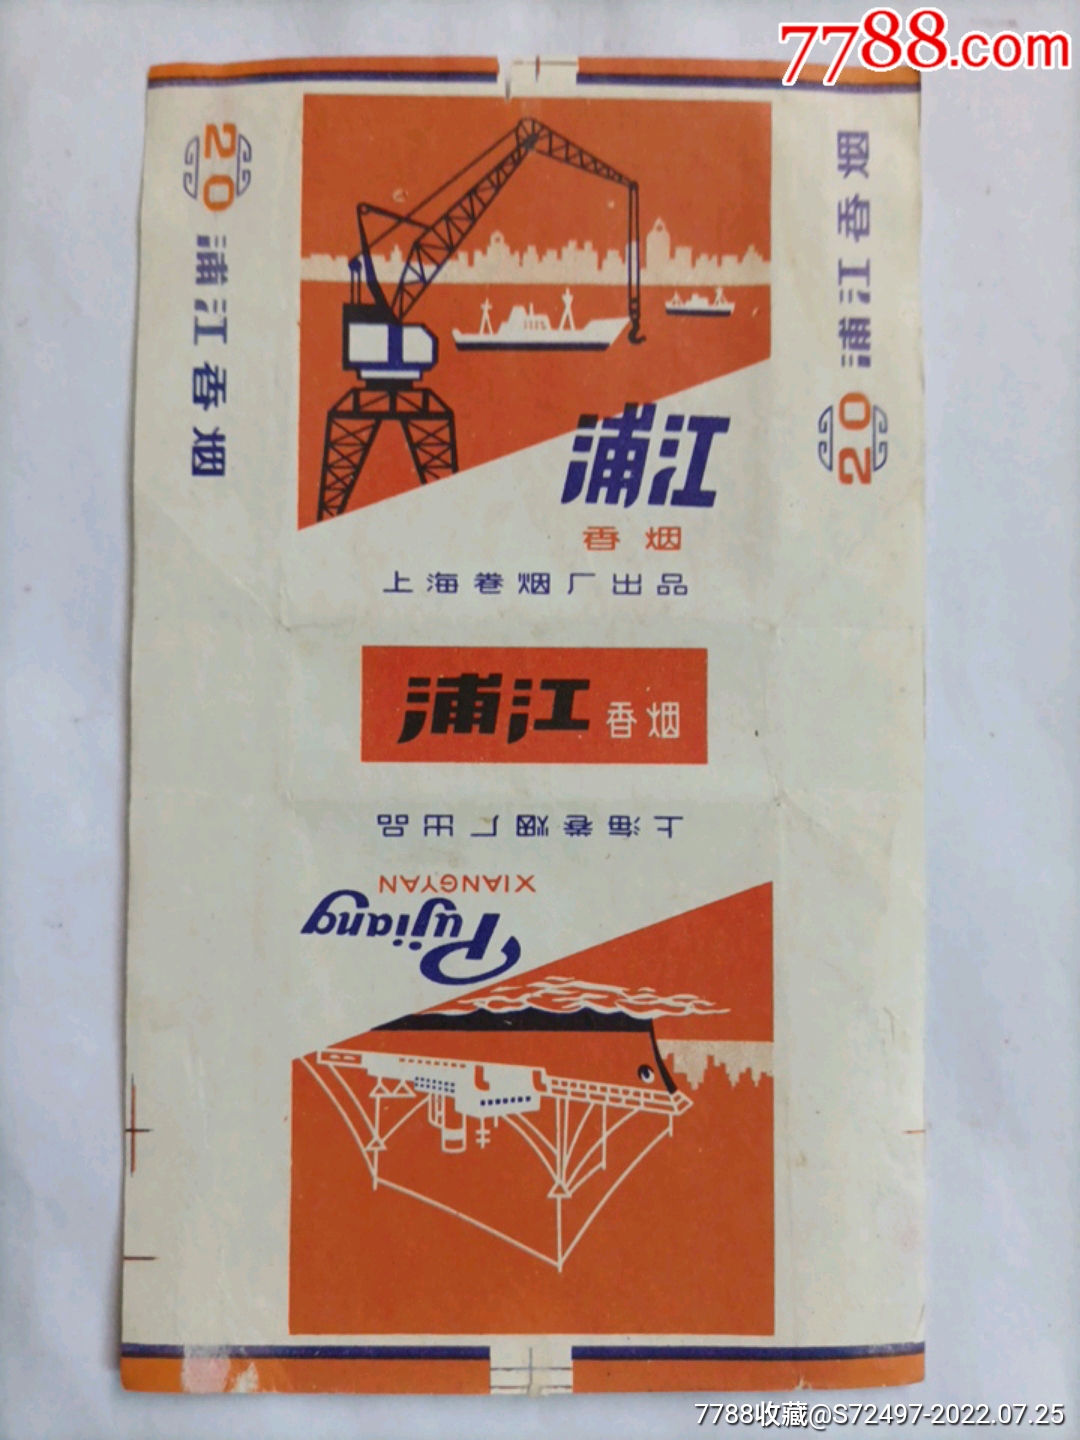 7788.com
20 浦江香烟
20 浦江香烟
浦江
香烟
上海卷烟厂出品
浦江 香烟
上海卷烟厂出品
XIANGYAN
Pujiang
7788收藏@S72497-2022.07.25